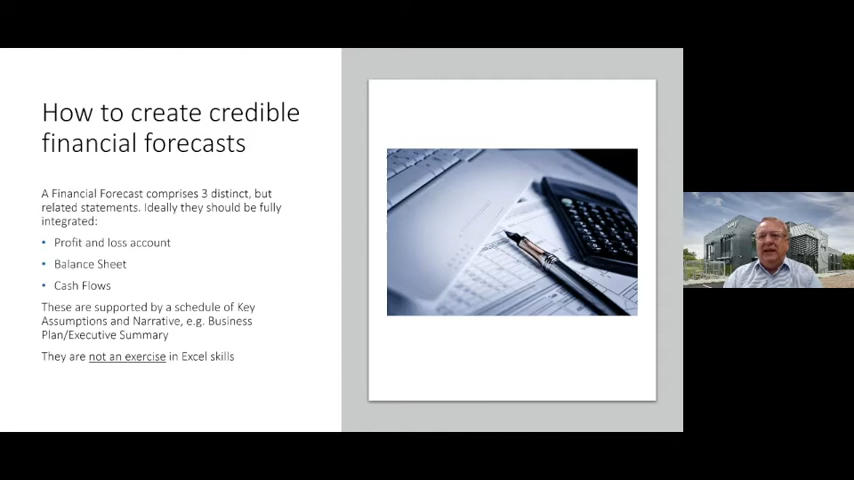 How to create credible
financial forecasts
A Financial Forecast comprises 3 distinct, but
related statements. Ideally they should be fully
integrated:
• Profit and loss account
• Balance Sheet
• Cash Flows
These are supported by a schedule of Key
Assumptions and Narrative, e.g. Business
Plan/Executive Summary
They are not an exercise in Excel skills